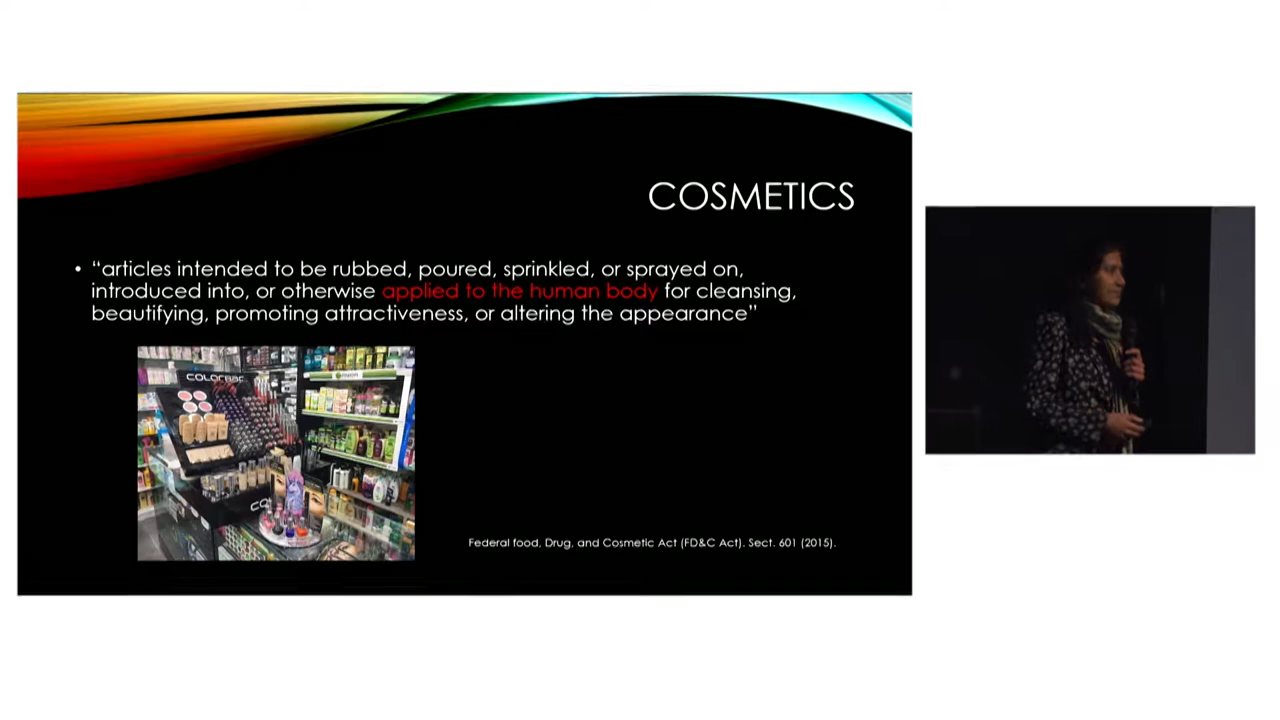 COSMETICS
• “articles intended to be rubbed, poured, sprinkled, or sprayed on,
introduced into, or otherwise applied to the human body for cleansing,
beautifying, promoting attractiveness, or altering the appearance”
COLORBAR
Federal food, Drug, and Cosmetic Act (FD&C Act). Sect. 601 (2015).